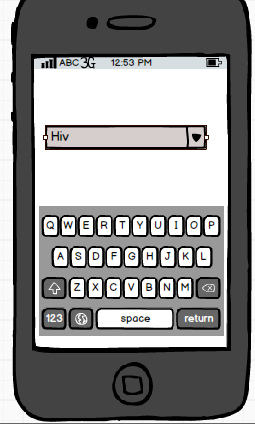 ABC 3G 12:53 PM
Hiv
Q W E R T Y U I O P
A S D F G H J K L
Z X C V B N M
123 space return